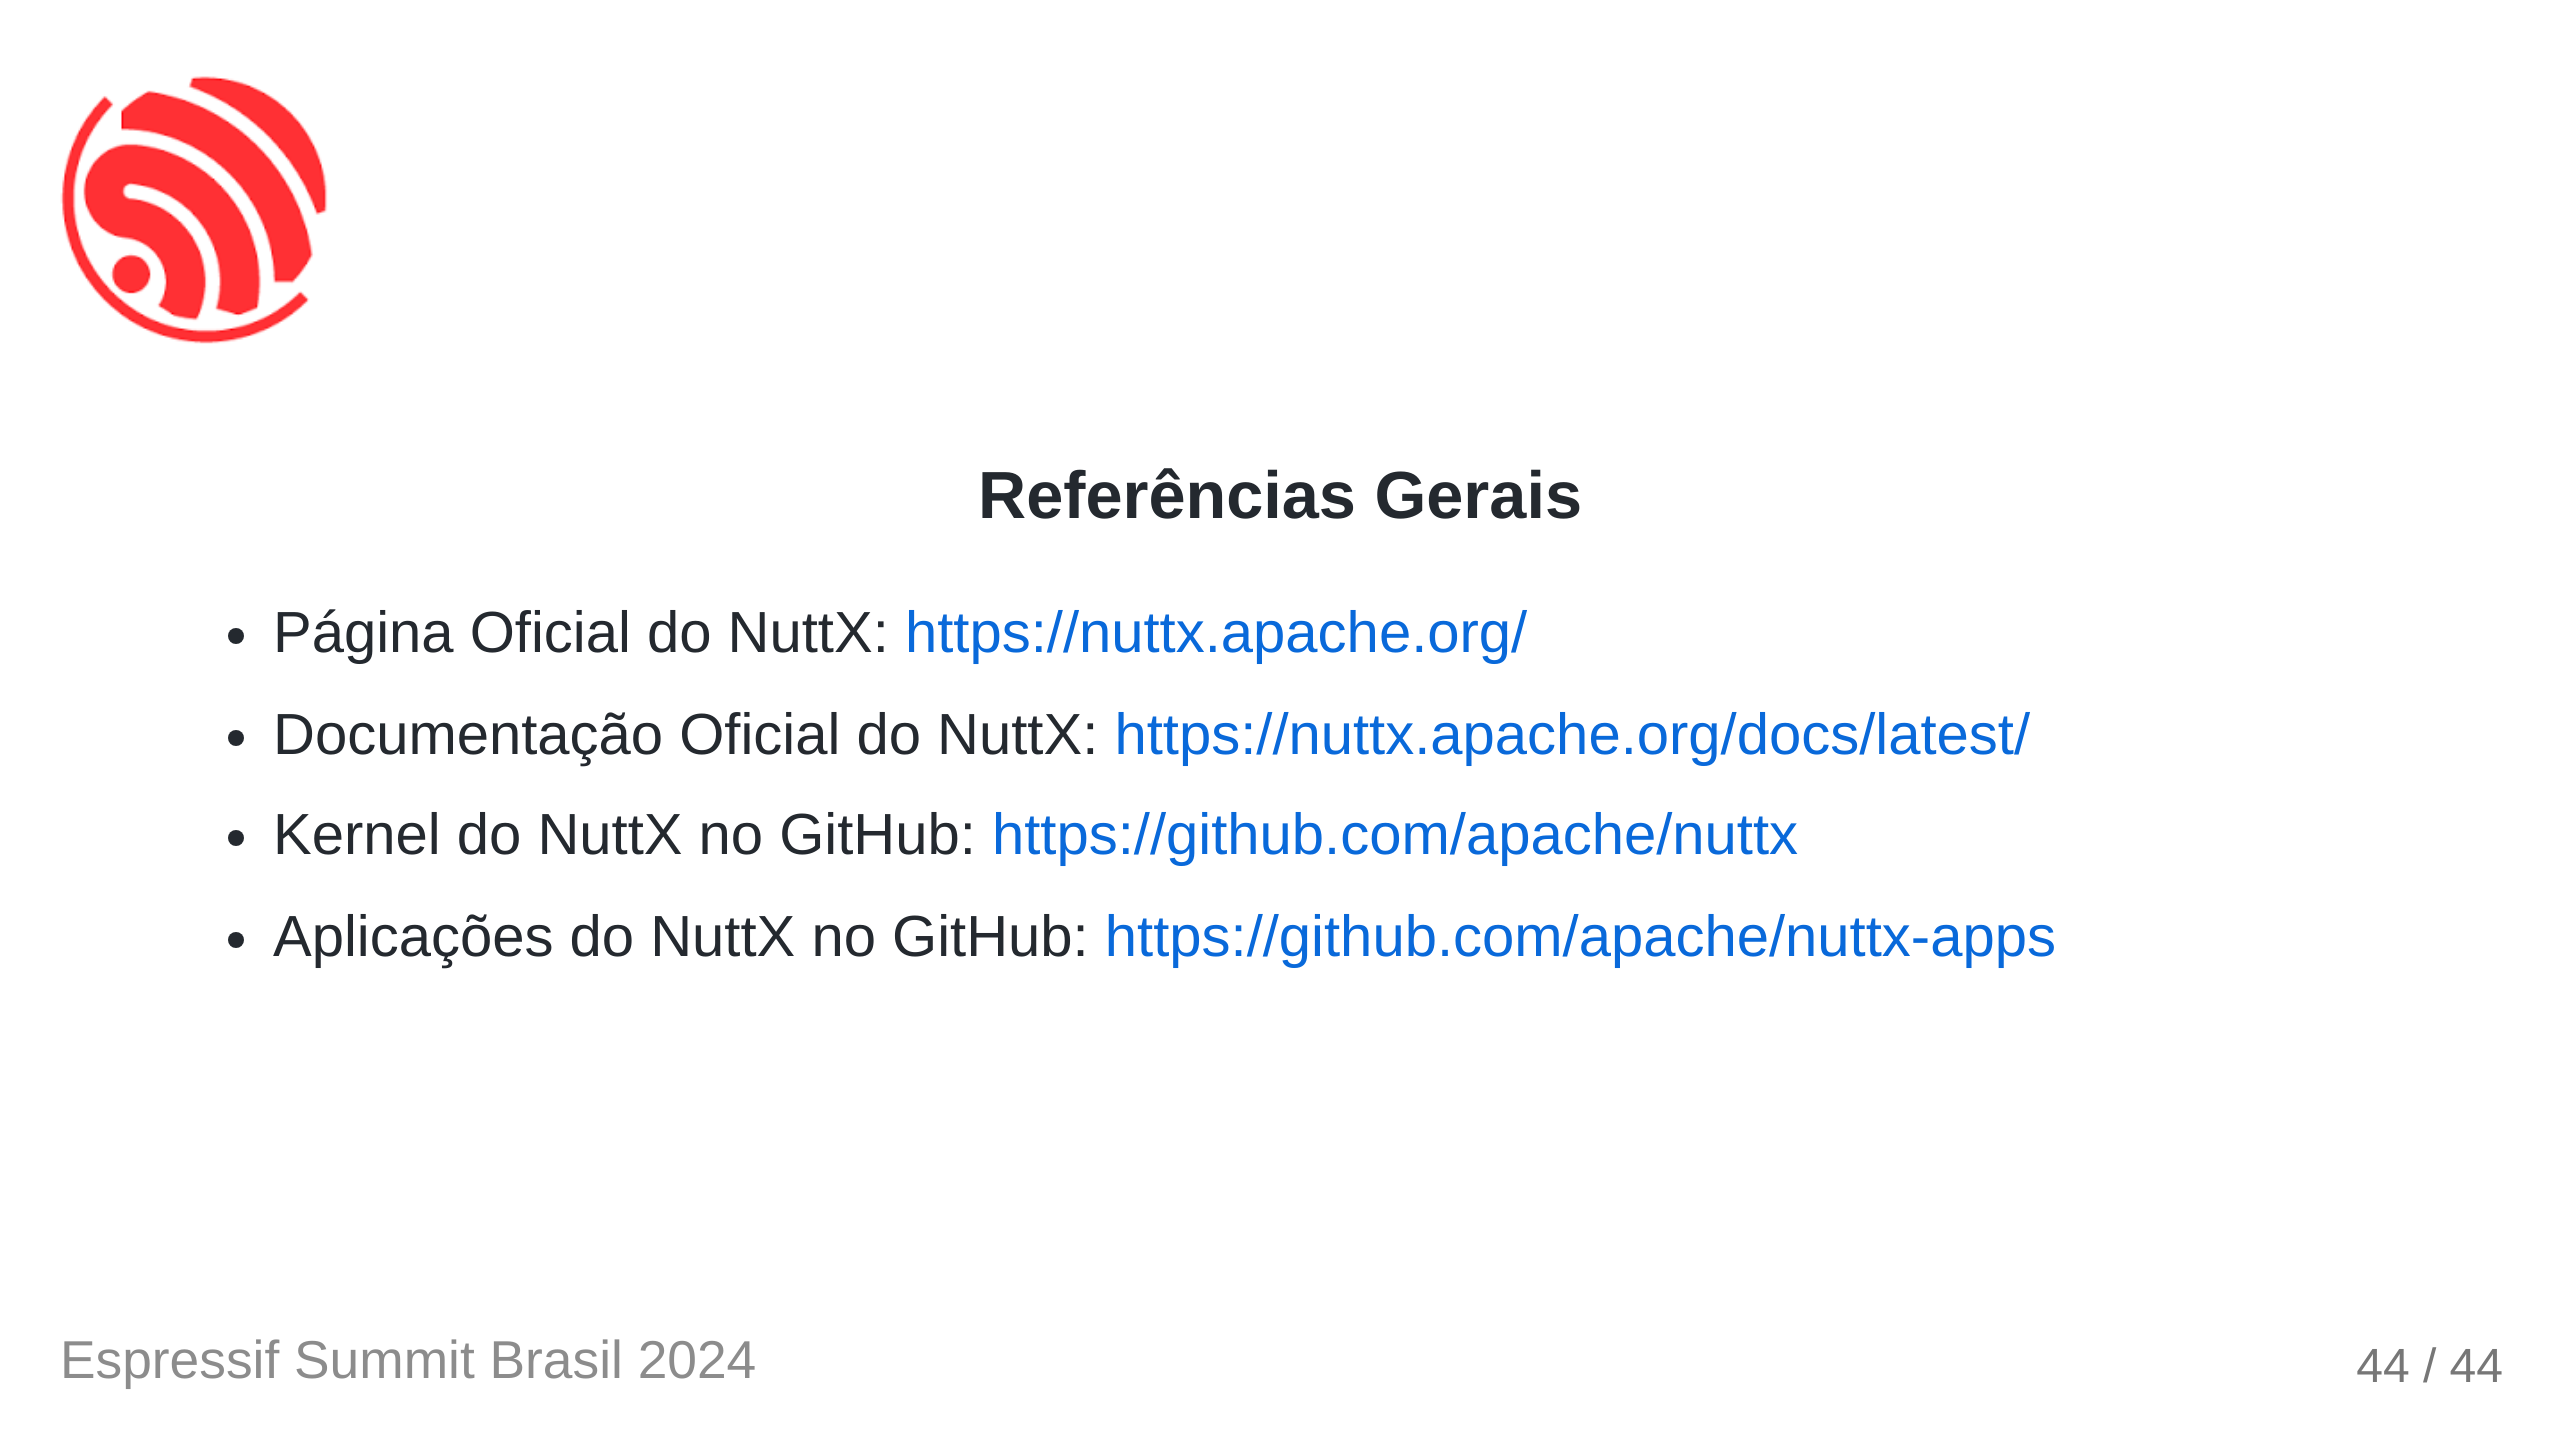 Referências Gerais
• Página Oficial do NuttX: https://nuttx.apache.org/
• Documentação Oficial do NuttX: https://nuttx.apache.org/docs/latest/
• Kernel do NuttX no GitHub: https://github.com/apache/nuttx
• Aplicações do NuttX no GitHub: https://github.com/apache/nuttx-apps
Espressif Summit Brasil 2024
44 / 44